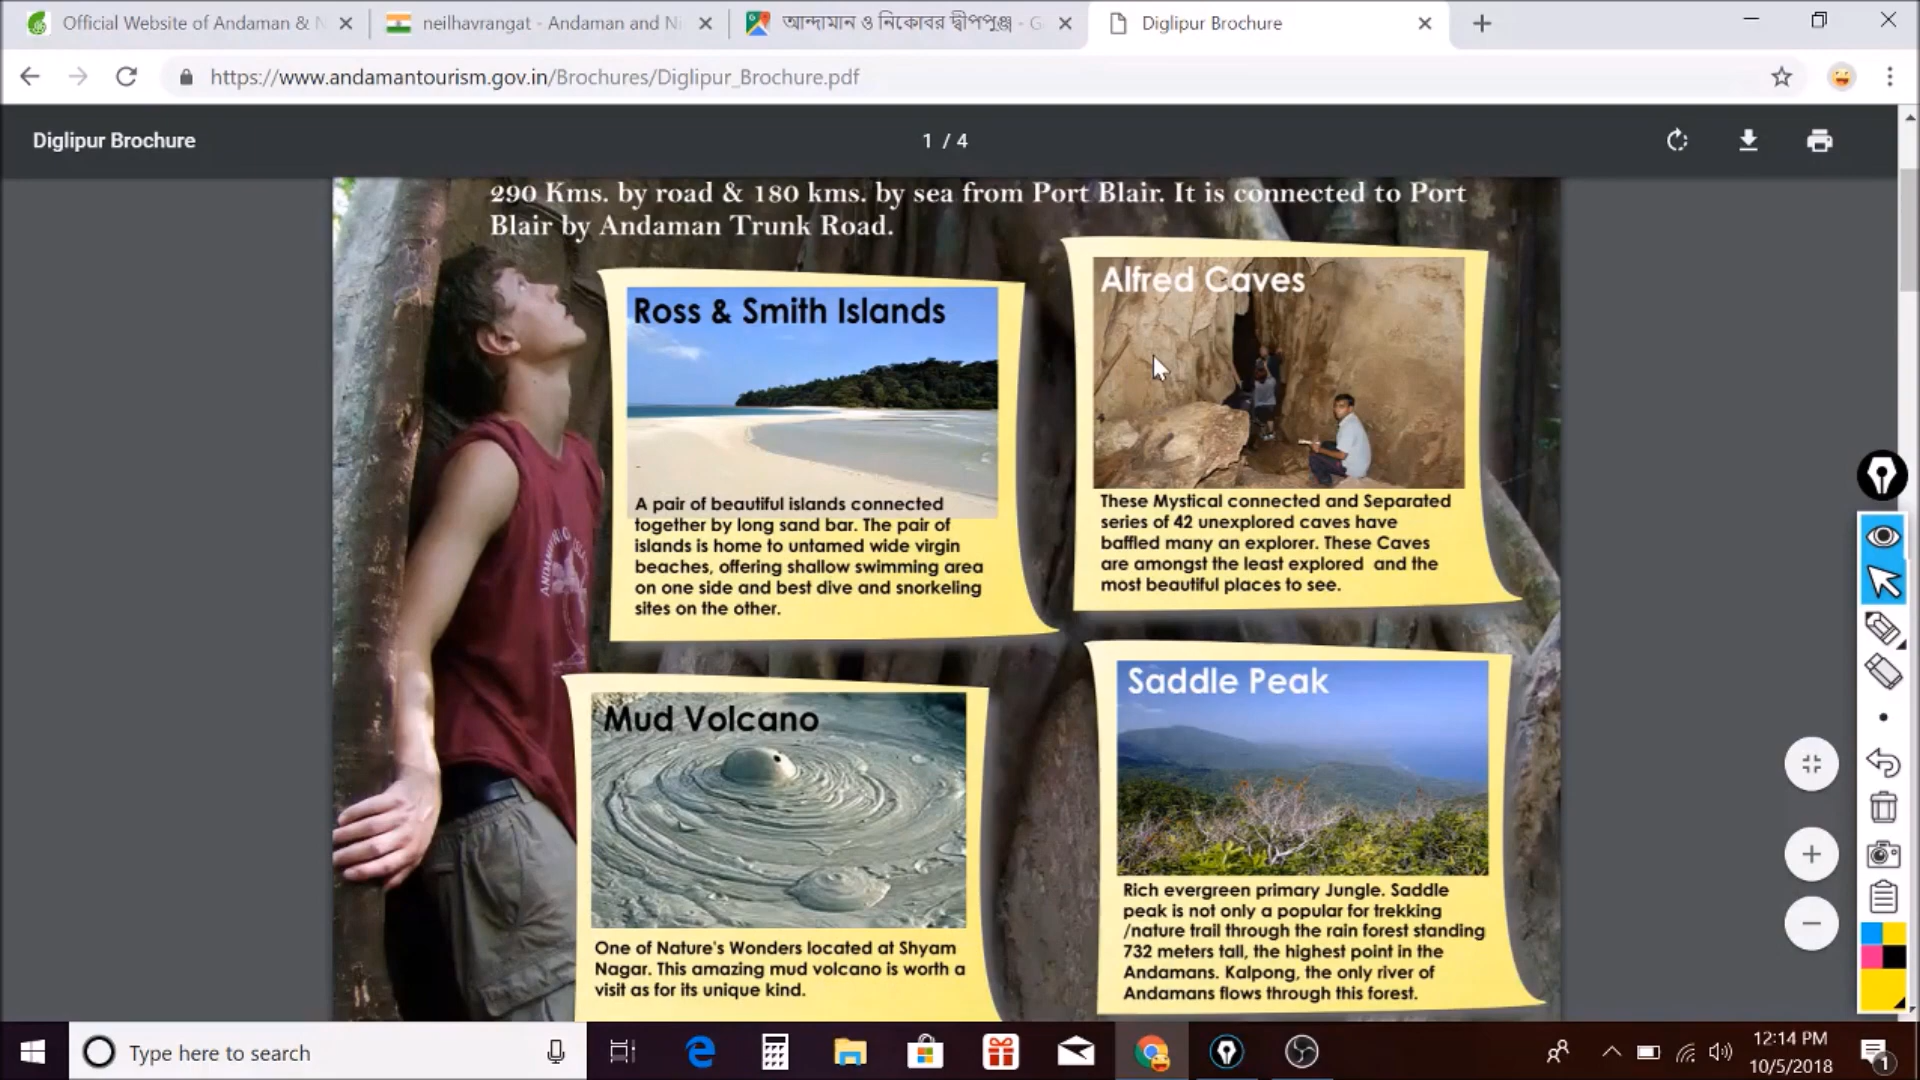 Official Website of Andaman & N
neilhavrangat - Andaman and Ni
আন্দামান ও নিকোবর দ্বীপপুঞ্জ - G
Diglipur Brochure
https://www.andamantourism.gov.in/Brochures/Diglipur_Brochure.pdf
Diglipur Brochure
1 / 4
290 Kms. by road & 180 kms. by sea from Port Blair. It is connected to Port
Blair by Andaman Trunk Road.
Ross & Smith Islands
A pair of beautiful islands connected
together by long sand bar. The pair of
islands is home to untamed wide virgin
beaches, offering shallow swimming area
on one side and best dive and snorkeling
sites on the other.
Alfred Caves
These Mystical connected and Separated
series of 42 unexplored caves have
baffled many an explorer. These Caves
are amongst the least explored and the
most beautiful places to see.
Mud Volcano
One of Nature's Wonders located at Shyam
Nagar. This amazing mud volcano is worth a
visit as for its unique kind.
Saddle Peak
Rich evergreen primary Jungle. Saddle
peak is not only a popular for trekking
/nature trail through the rain forest standing
732 meters tall, the highest point in the
Andamans. Kalpong, the only river of
Andamans flows through this forest.
Type here to search
12:14 PM
10/5/2018
1